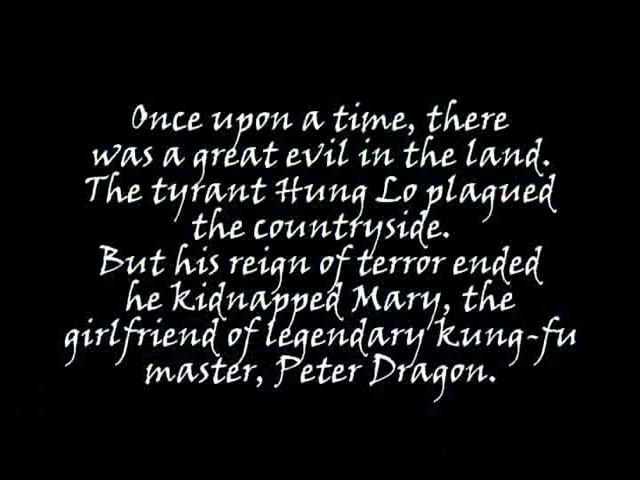 Once upon a time, there
was a great evil in the land.
The tyrant Hung Lo plagued
the countryside.
But his reign of terror ended
he kidnapped Mary, the
girlfriend of legendary kung-fu
master, Peter Dragon.